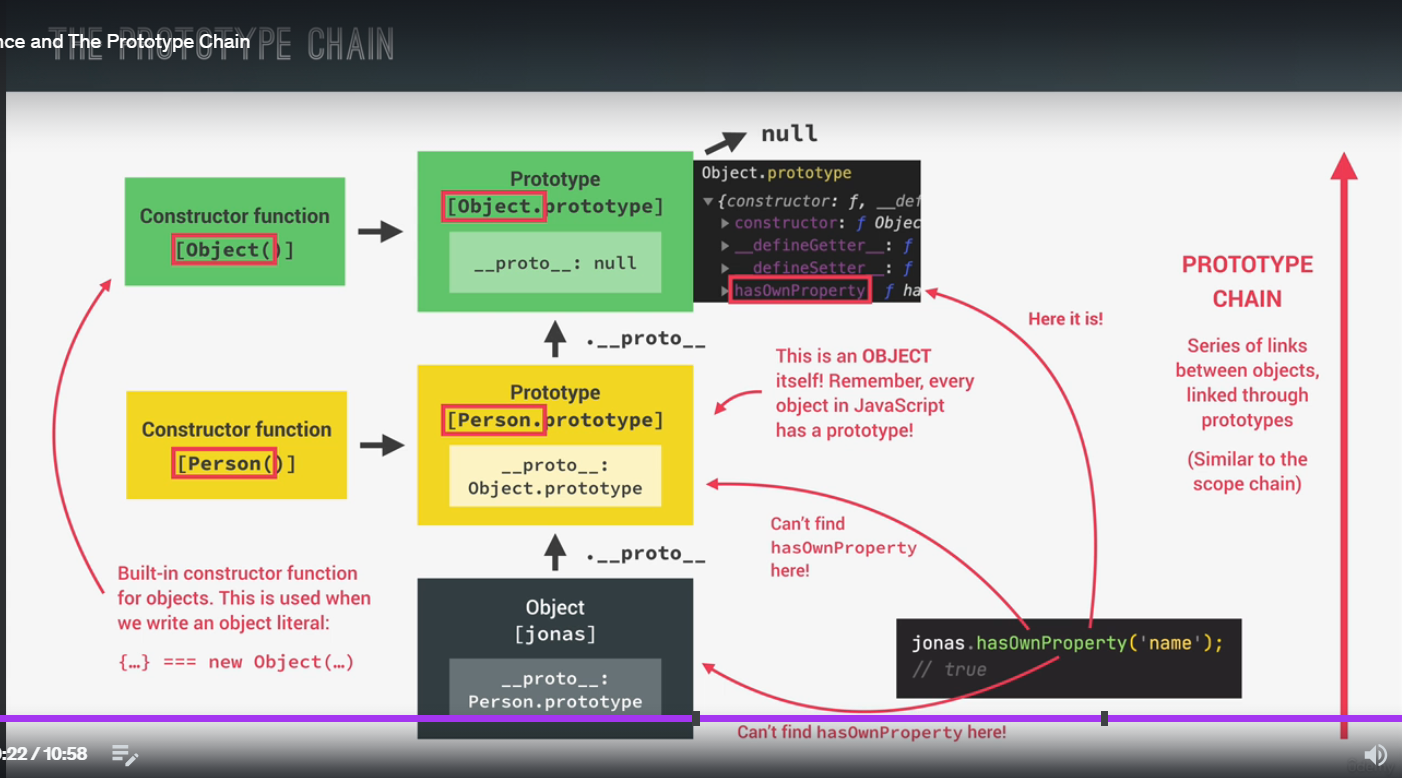 THE PROTOTYPE CHAIN
nce and The Prototype Chain
null
Constructor function
[Object()]
Prototype
[Object.prototype]
__proto__: null
Object.prototype
{constructor: ƒ, __def
constructor: ƒ Objec
__defineGetter__: ƒ
__defineSetter__: ƒ
hasOwnProperty: ƒ ha
Here it is!
PROTOTYPE
CHAIN
Series of links
between objects,
linked through
prototypes
(Similar to the
scope chain)
.__proto__
This is an OBJECT
itself! Remember, every
object in JavaScript
has a prototype!
Constructor function
[Person()]
Prototype
[Person.prototype]
__proto__:
Object.prototype
Can't find
hasOwnProperty
here!
.__proto__
Built-in constructor function
for objects. This is used when
we write an object literal:
{…} === new Object(…)
Object
[jonas]
__proto__:
Person.prototype
jonas.hasOwnProperty('name');
// true
Can't find hasOwnProperty here!
:22 / 10:58